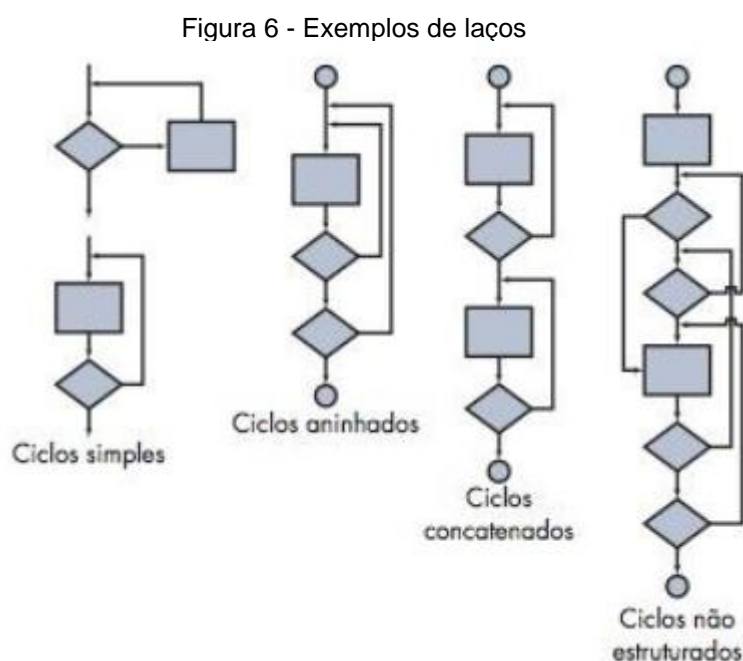 Figura 6 - Exemplos de laços
Ciclos simples
Ciclos aninhados
Ciclos
concatenados
Ciclos não
estruturados